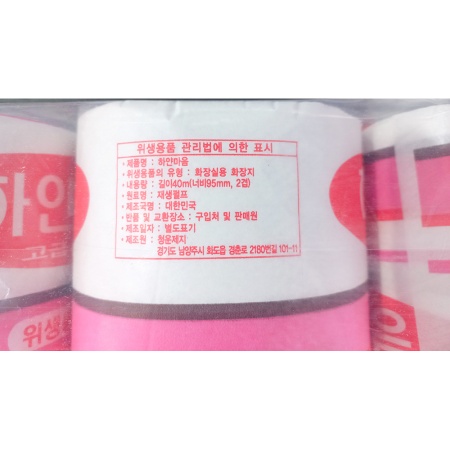 위생용품 관리법에 의한 표시
• 제품명 : 하얀마음
• 위생용품의 유형 : 화장실용 화장지
• 내용량 : 길이40m(너비95mm, 2겹)
• 원료명 : 재생펄프
• 제조국명 : 대한민국
• 반품 및 교환장소 : 구입처 및 판매원
• 제조일자 : 별도표기
• 제조원 : 청운제지
경기도 남양주시 화도읍 경춘로 2180번길 101-11
하얀
고급
위생